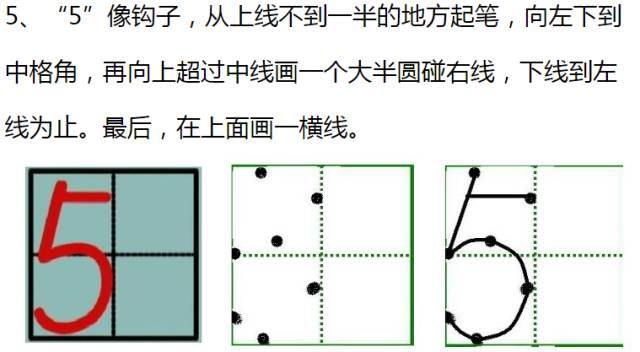 5、“5”像钩子，从上线不到一半的地方起笔，向左下到
中格角，再向上超过中线画一个大半圆碰右线，下线到左
线为止。最后，在上面画一横线。
5
5